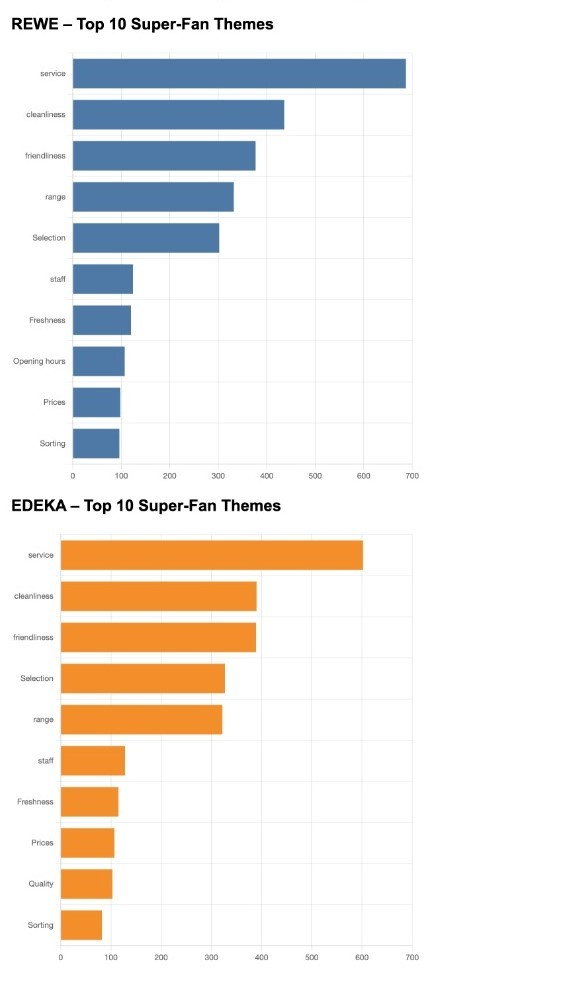 REWE – Top 10 Super-Fan Themes
service
cleanliness
friendliness
range
Selection
staff
Freshness
Opening hours
Prices
Sorting
0 100 200 300 400 500 600 700
EDEKA – Top 10 Super-Fan Themes
service
cleanliness
friendliness
Selection
range
staff
Freshness
Prices
Quality
Sorting
0 100 200 300 400 500 600 700